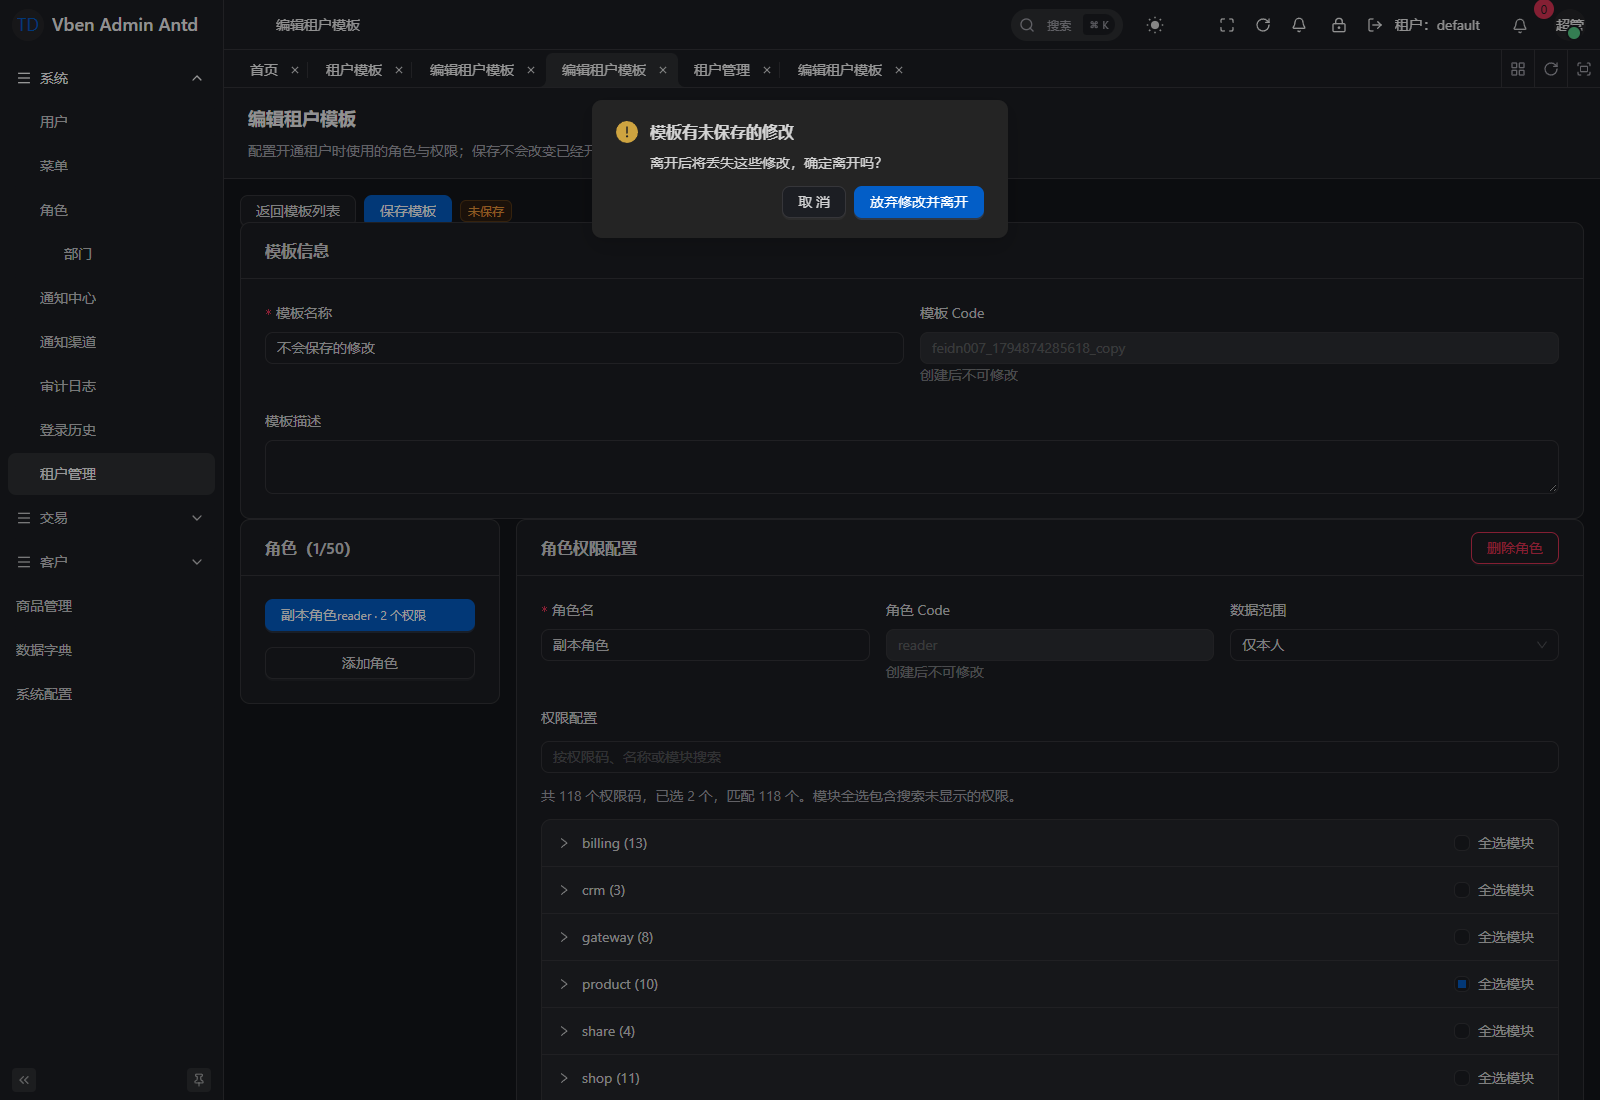 TD Vben Admin Antd
编辑租户模板
搜索 ⌘ K
租户：default
0
超管
系统
用户
菜单
角色
部门
通知中心
通知渠道
审计日志
登录历史
租户管理
交易
客户
商品管理
数据字典
系统配置
首页 × 租户模板 × 编辑租户模板 × 编辑租户模板 × 租户管理 × 编辑租户模板 ×
编辑租户模板
配置开通租户时使用的角色与权限；保存不会改变已经开
模板有未保存的修改
离开后将丢失这些修改，确定离开吗？
取 消 放弃修改并离开
返回模板列表 保存模板 未保存
模板信息
* 模板名称
不会保存的修改
模板 Code
feidn007_1794874285618_copy
创建后不可修改
模板描述
角色（1/50）
副本角色reader · 2 个权限
添加角色
角色权限配置
删除角色
* 角色名
副本角色
角色 Code
reader
创建后不可修改
数据范围
仅本人
权限配置
按权限码、名称或模块搜索
共 118 个权限码，已选 2 个，匹配 118 个。模块全选包含搜索未显示的权限。
billing (13) 全选模块
crm (3) 全选模块
gateway (8) 全选模块
product (10) 全选模块
share (4) 全选模块
shop (11) 全选模块